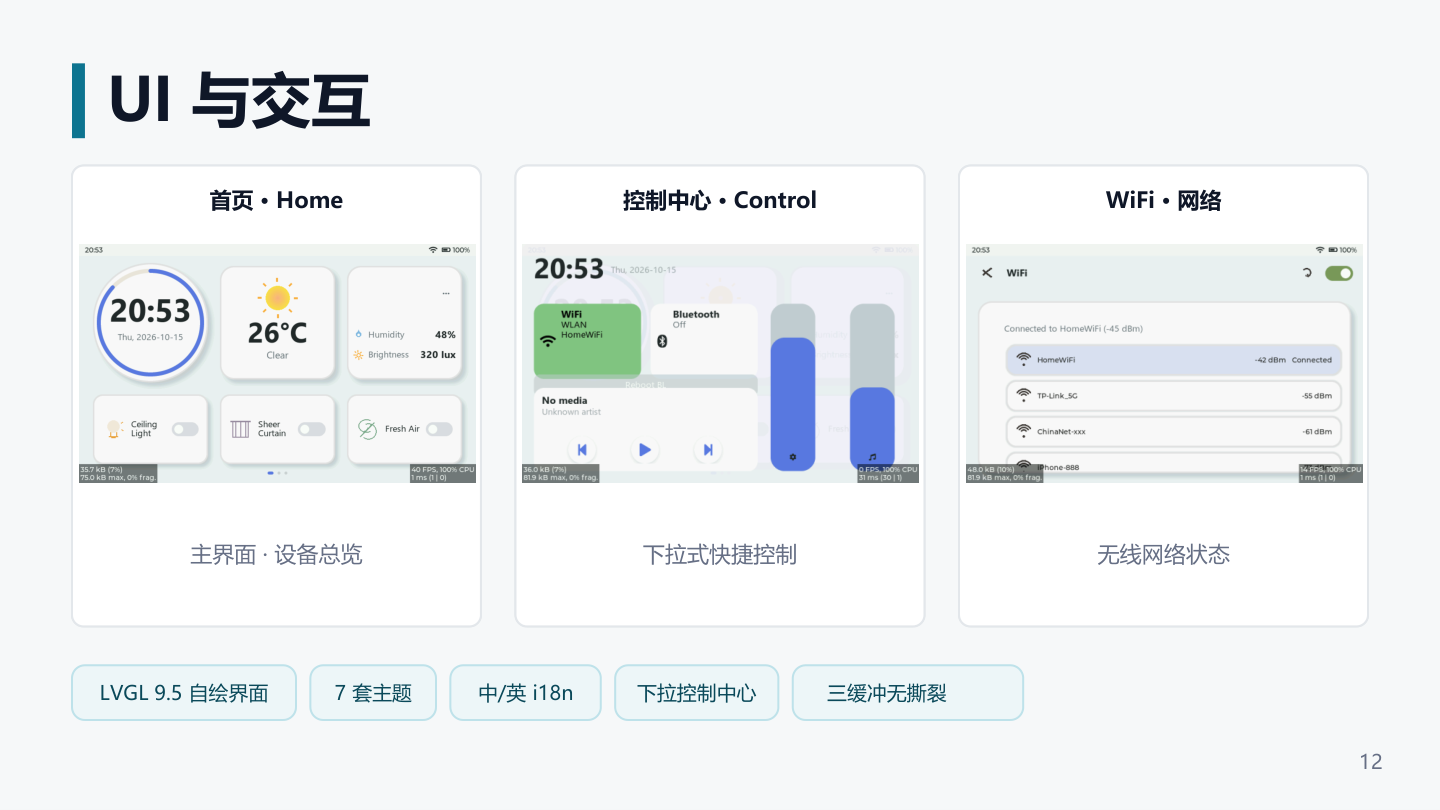 UI 与交互
首页 • Home
20:53
100%
20:53
Thu, 2026-10-15
26°C
Clear
...
Humidity 48%
Brightness 320 lux
Ceiling
Light
Sheer
Curtain
Fresh Air
35.7 kB (7%)
75.0 kB max, 0% frag.
40 FPS, 100% CPU
1 ms (1 | 0)
主界面 · 设备总览
控制中心 • Control
20:53 Thu, 2026-10-15
WiFi
WLAN
HomeWiFi
Bluetooth
Off
Reboot BL
No media
Unknown artist
36.0 kB (7%)
81.9 kB max, 0% frag.
0 FPS, 100% CPU
31 ms (30 | 1)
下拉式快捷控制
WiFi • 网络
20:53
100%
WiFi
Connected to HomeWiFi (-45 dBm)
HomeWiFi -42 dBm Connected
TP-Link_5G -55 dBm
ChinaNet-xxx -61 dBm
iPhone-888
48.0 kB (10%)
81.9 kB max, 0% frag.
14 FPS, 100% CPU
1 ms (1 | 0)
无线网络状态
LVGL 9.5 自绘界面
7 套主题
中/英 i18n
下拉控制中心
三缓冲无撕裂
12